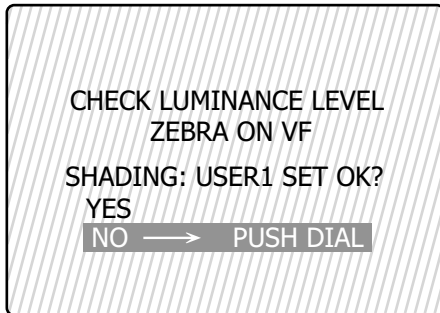 CHECK LUMINANCE LEVEL
ZEBRA ON VF
SHADING: USER1 SET OK?
YES
NO → PUSH DIAL